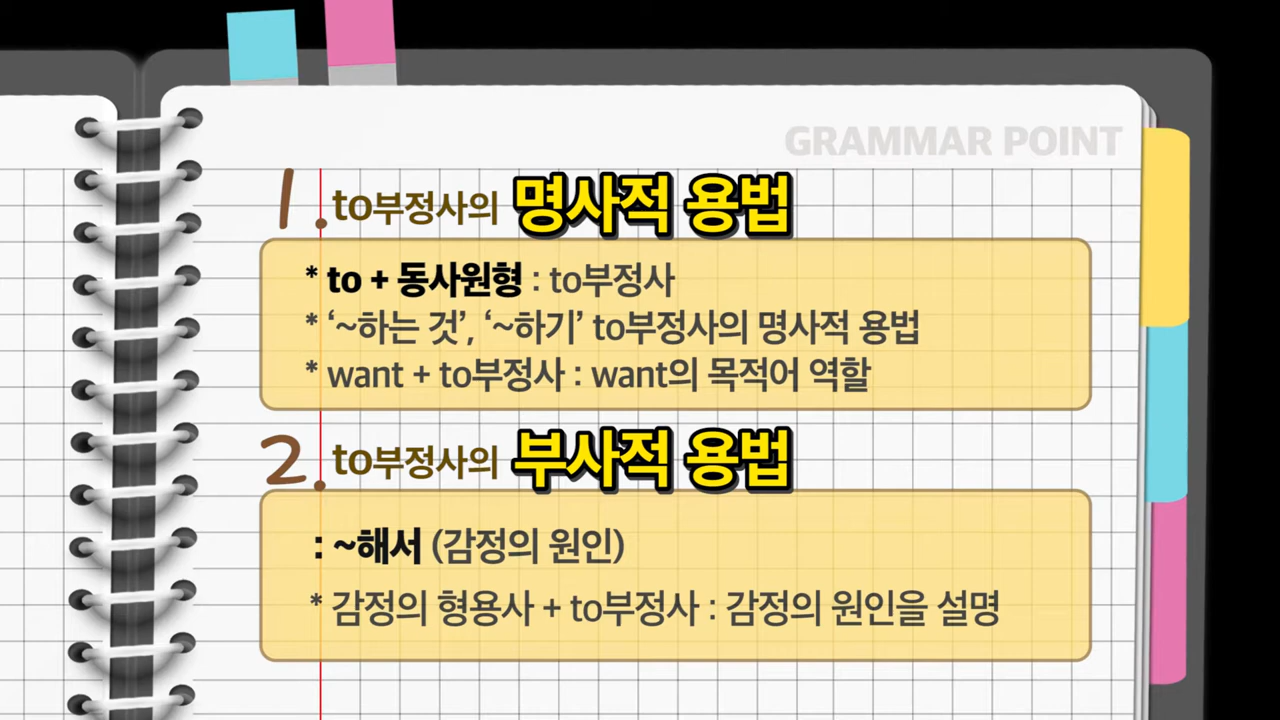 GRAMMAR POINT
1. to부정사의 명사적 용법
* to + 동사원형 : to부정사
* ‘~하는 것’, ‘~하기’ to부정사의 명사적 용법
* want + to부정사 : want의 목적어 역할
2. to부정사의 부사적 용법
: ~해서 (감정의 원인)
* 감정의 형용사 + to부정사 : 감정의 원인을 설명